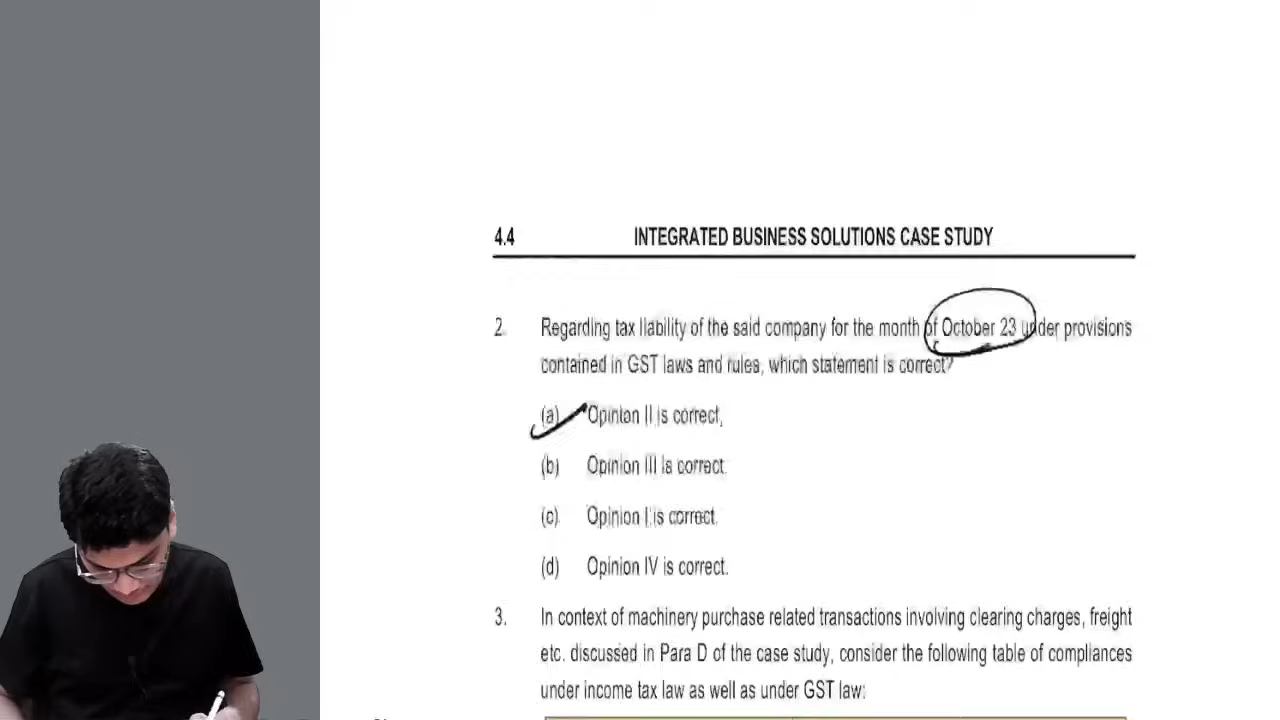 4.4 INTEGRATED BUSINESS SOLUTIONS CASE STUDY
2. Regarding tax liability of the said company for the month of October 23 under provisions
contained in GST laws and rules, which statement is correct?
(a) Opinion II is correct.
(b) Opinion III is correct.
(c) Opinion I is correct.
(d) Opinion IV is correct.
3. In context of machinery purchase related transactions involving clearing charges, freight
etc. discussed in Para D of the case study, consider the following table of compliances
under income tax law as well as under GST law: